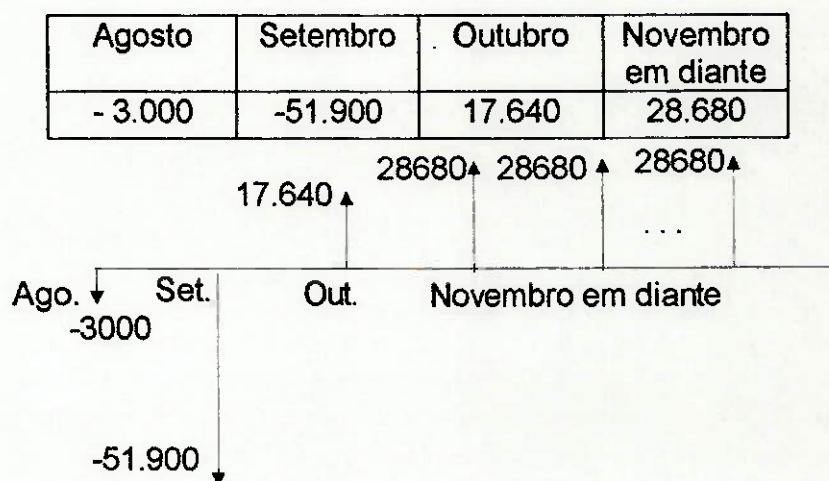 Agosto Setembro Outubro Novembro em diante
- 3.000 -51.900 17.640 28.680
28680 28680 28680
17.640
...
Ago. Set. Out. Novembro em diante
-3000
-51.900